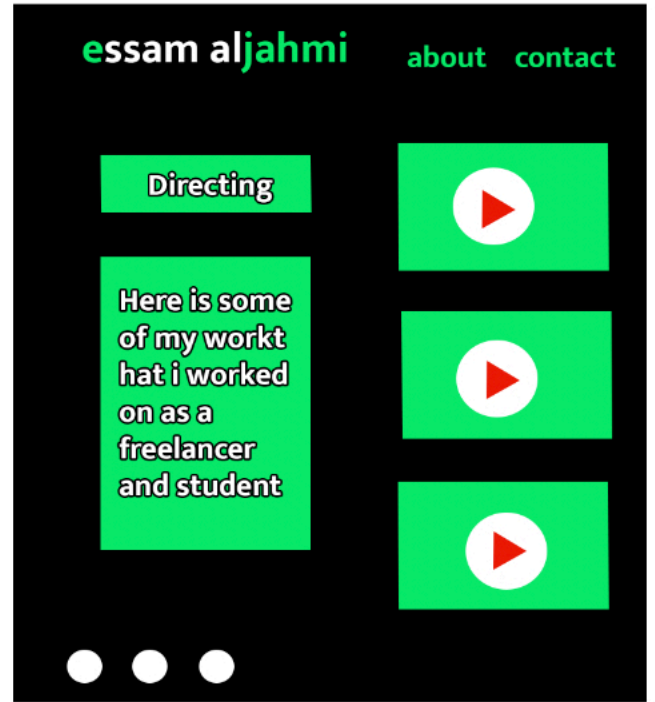 essam aljahmi
about contact
Directing
Here is some
of my workt
hat i worked
on as a
freelancer
and student